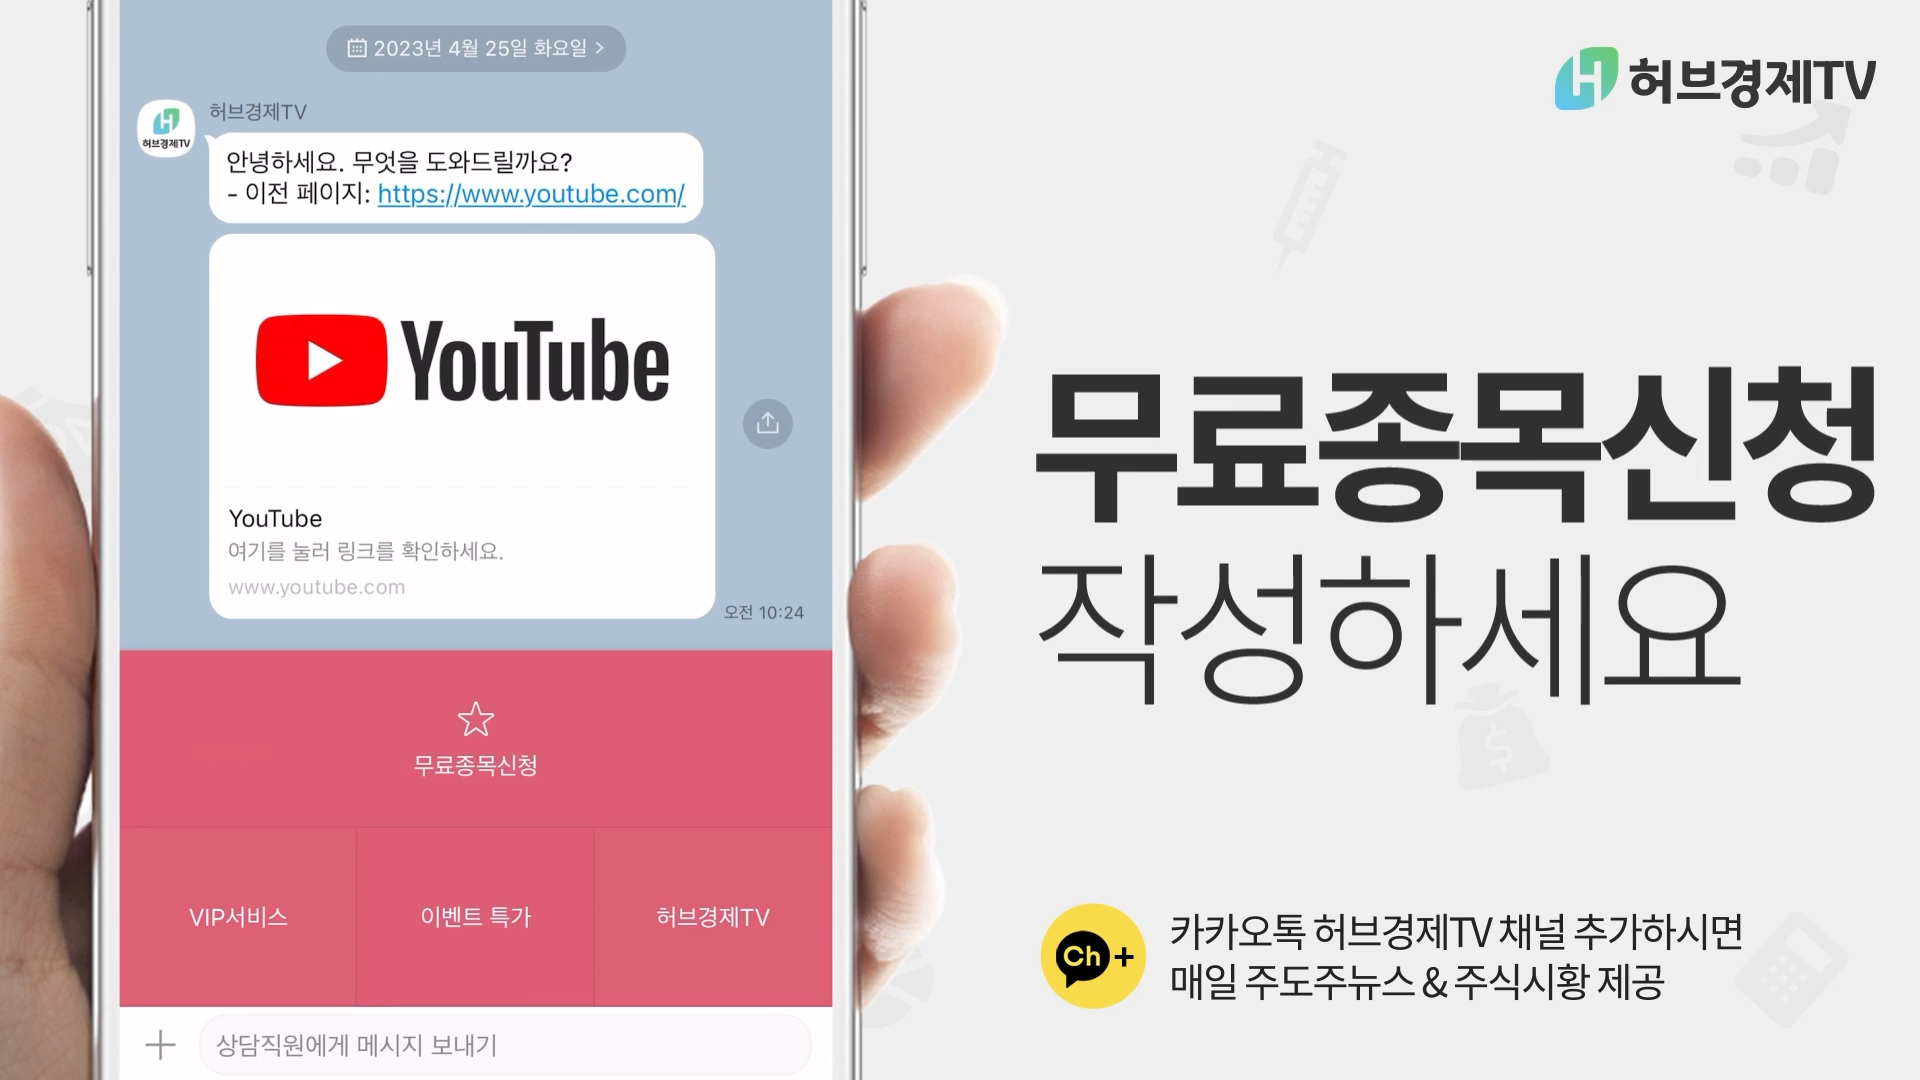 2023년 4월 25일 화요일 >
허브경제TV
허브경제TV
안녕하세요. 무엇을 도와드릴까요?
- 이전 페이지: https://www.youtube.com/
YouTube
YouTube
여기를 눌러 링크를 확인하세요.
www.youtube.com
오전 10:24
무료종목신청
VIP서비스
이벤트 특가
허브경제TV
상담직원에게 메시지 보내기
허브경제TV
무료종목신청
작성하세요
Ch+
카카오톡 허브경제TV 채널 추가하시면
매일 주도주뉴스 & 주식시황 제공